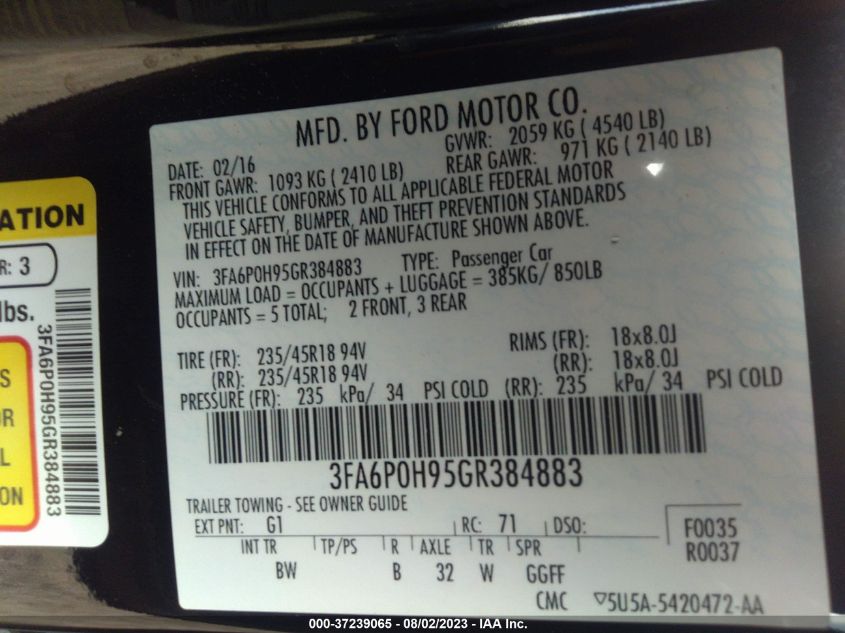 MFD. BY FORD MOTOR CO.
DATE: 02/16 GVWR: 2059 KG ( 4540 LB)
FRONT GAWR: 1093 KG ( 2410 LB) REAR GAWR: 971 KG ( 2140 LB)
THIS VEHICLE CONFORMS TO ALL APPLICABLE FEDERAL MOTOR
VEHICLE SAFETY, BUMPER, AND THEFT PREVENTION STANDARDS
IN EFFECT ON THE DATE OF MANUFACTURE SHOWN ABOVE.
VIN: 3FA6P0H95GR384883 TYPE: Passenger Car
MAXIMUM LOAD = OCCUPANTS + LUGGAGE = 385KG/ 850LB
OCCUPANTS = 5 TOTAL; 2 FRONT, 3 REAR
TIRE (FR): 235/45R18 94V RIMS (FR): 18x8.0J
(RR): 235/45R18 94V (RR): 18x8.0J
PRESSURE (FR): 235 kPa/ 34 PSI COLD (RR): 235 kPa/ 34 PSI COLD
3FA6P0H95GR384883
TRAILER TOWING - SEE OWNER GUIDE
EXT PNT: G1 RC: 71 DSO: F0035
INT TR TP/PS R AXLE TR SPR R0037
BW B 32 W GGFF
CMC ▽5U5A-5420472-AA
ATION
R: 3
lbs.
S
OR
L
ON
3FA6P0H95GR384883
000-37239065 - 08/02/2023 - IAA Inc.